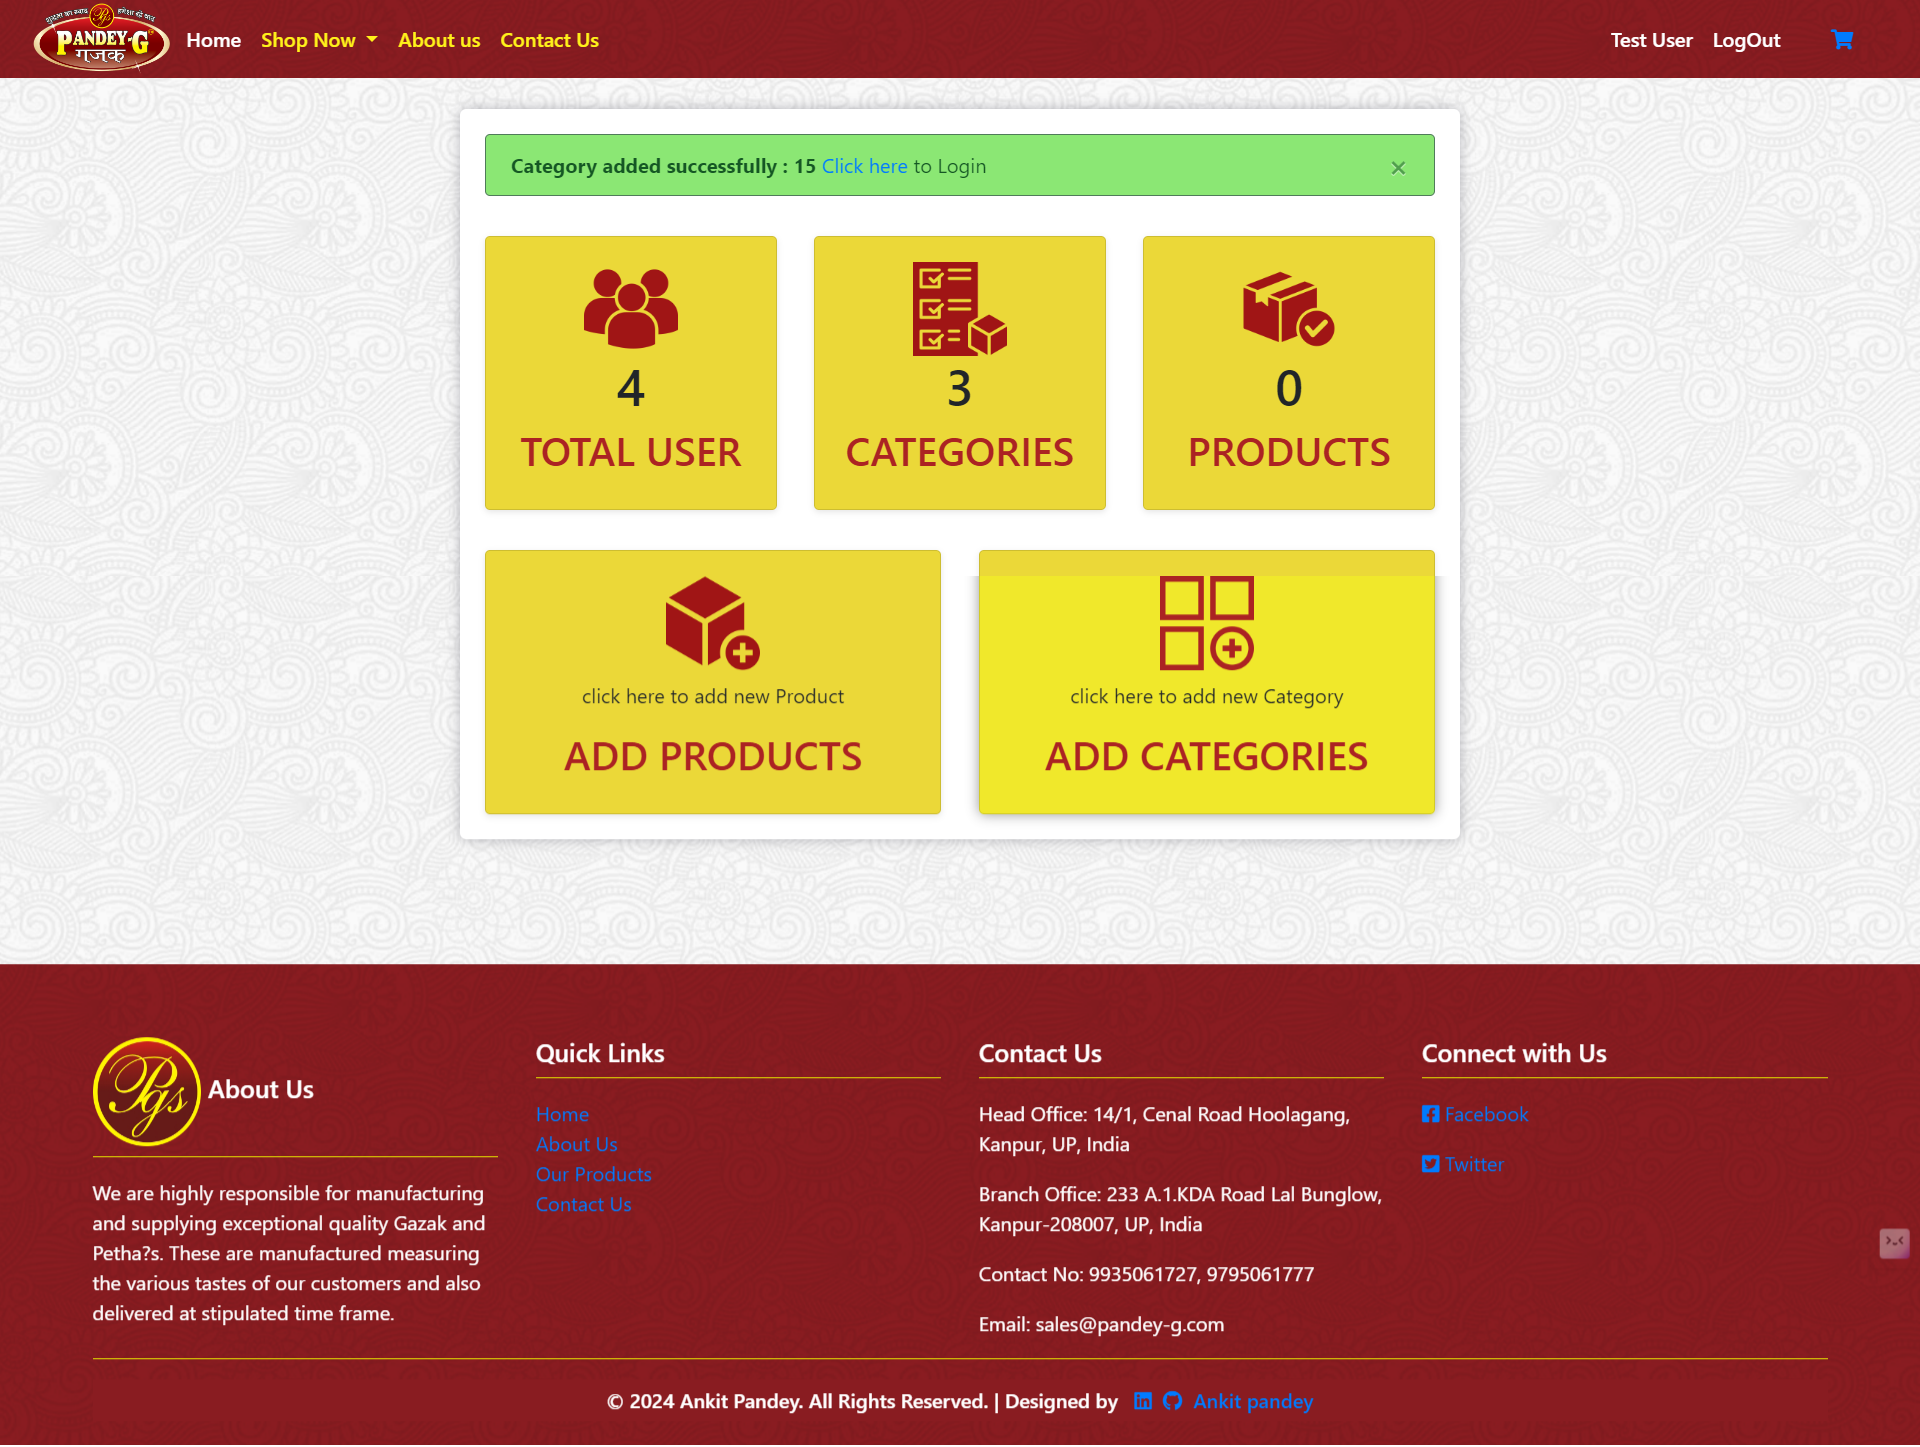 शुद्धता का स्वाद हमेशा रहे याद
Pgs
PANDEY-G
गजक
Home Shop Now About us Contact Us Test User LogOut
Category added successfully : 15 Click here to Login ×
4
TOTAL USER
3
CATEGORIES
0
PRODUCTS
click here to add new Product
ADD PRODUCTS
click here to add new Category
ADD CATEGORIES
Pgs About Us
We are highly responsible for manufacturing
and supplying exceptional quality Gazak and
Petha?s. These are manufactured measuring
the various tastes of our customers and also
delivered at stipulated time frame.
Quick Links
Home
About Us
Our Products
Contact Us
Contact Us
Head Office: 14/1, Cenal Road Hoolagang,
Kanpur, UP, India
Branch Office: 233 A.1.KDA Road Lal Bunglow,
Kanpur-208007, UP, India
Contact No: 9935061727, 9795061777
Email: sales@pandey-g.com
Connect with Us
Facebook
Twitter
© 2024 Ankit Pandey. All Rights Reserved. | Designed by Ankit pandey